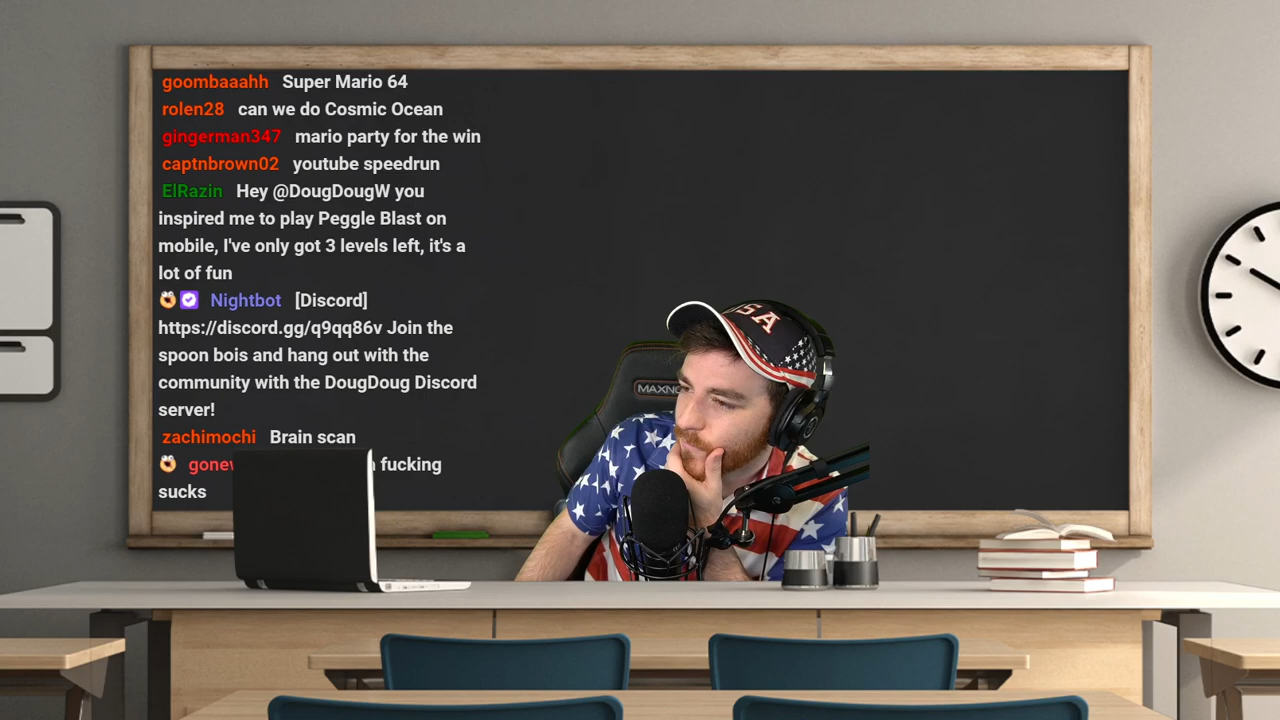 goombaaahh Super Mario 64
rolen28 can we do Cosmic Ocean
gingerman347 mario party for the win
captnbrown02 youtube speedrun
ElRazin Hey @DougDougW you
inspired me to play Peggle Blast on
mobile, I've only got 3 levels left, it's a
lot of fun
Nightbot [Discord]
https://discord.gg/q9qq86v Join the
spoon bois and hang out with the
community with the DougDoug Discord
server!
zachimochi Brain scan
fucking
sucks
MAXNO
USA